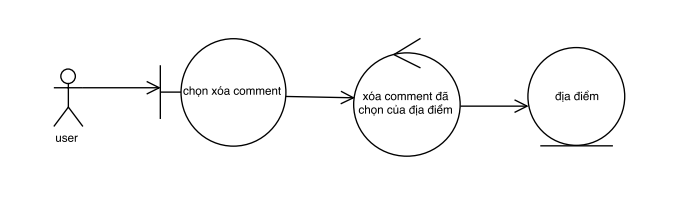 user
chọn xóa comment
xóa comment đã
chọn của địa điểm
địa điểm